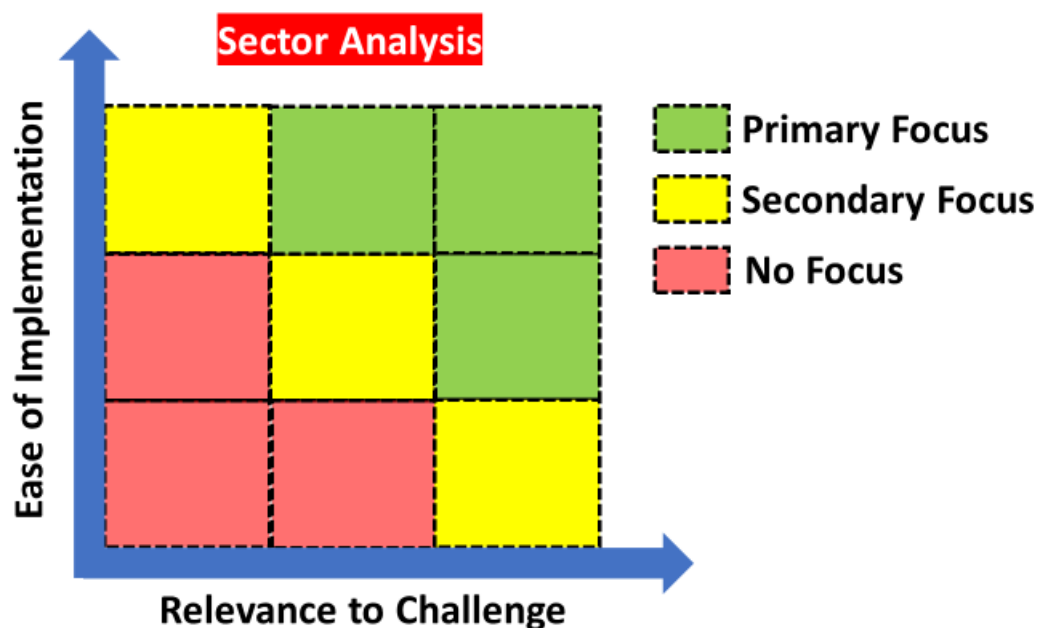 Sector Analysis
Ease of Implementation
Primary Focus
Secondary Focus
No Focus
Relevance to Challenge